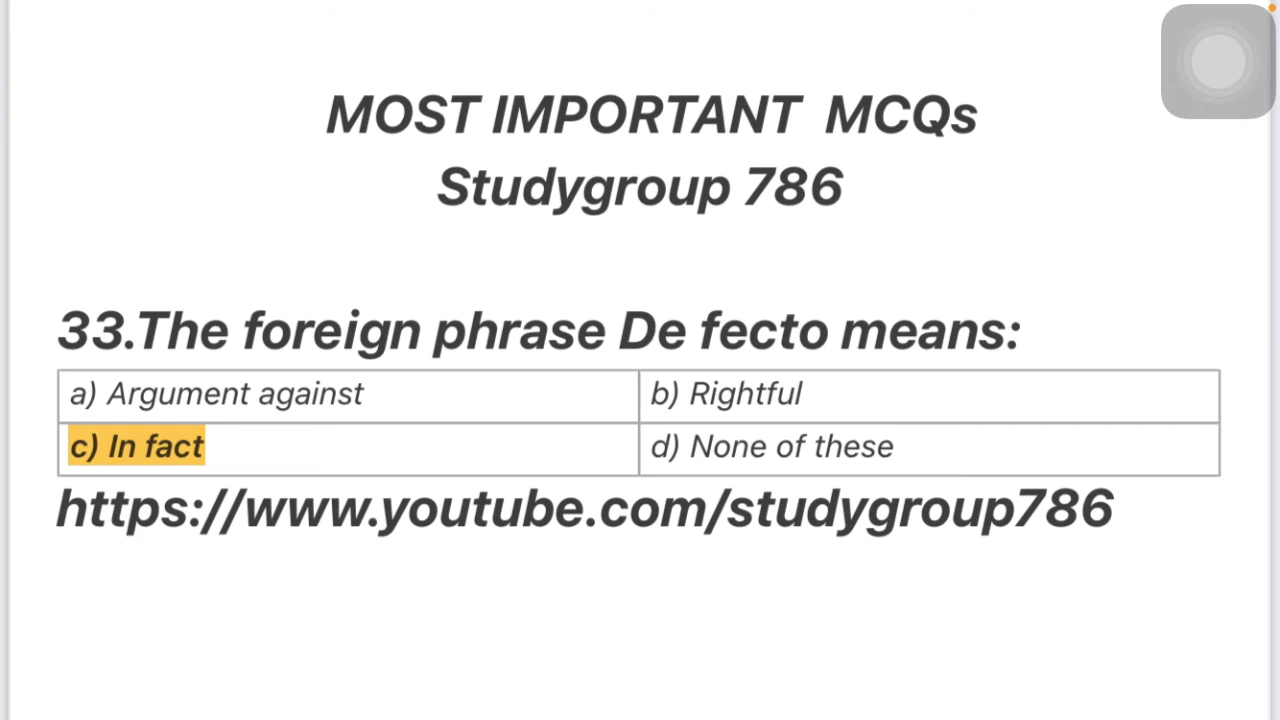 MOST IMPORTANT MCQs
Studygroup 786
33.The foreign phrase De fecto means:
a) Argument against
b) Rightful
c) In fact
d) None of these
https://www.youtube.com/studygroup786